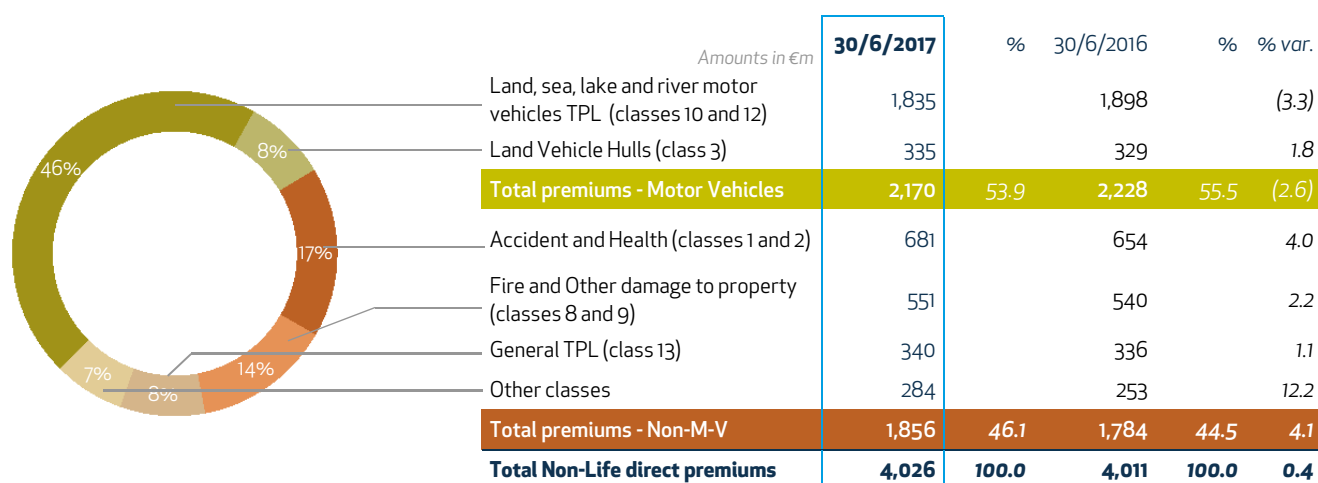 Amounts in €m 30/6/2017 % 30/6/2016 % % var.
Land, sea, lake and river motor
vehicles TPL (classes 10 and 12) 1,835 1,898 (3.3)
Land Vehicle Hulls (class 3) 335 329 1.8
Total premiums - Motor Vehicles 2,170 53.9 2,228 55.5 (2.6)
Accident and Health (classes 1 and 2) 681 654 4.0
Fire and Other damage to property
(classes 8 and 9) 551 540 2.2
General TPL (class 13) 340 336 1.1
Other classes 284 253 12.2
Total premiums - Non-M-V 1,856 46.1 1,784 44.5 4.1
Total Non-Life direct premiums 4,026 100.0 4,011 100.0 0.4
46%
8%
17%
14%
8%
7%